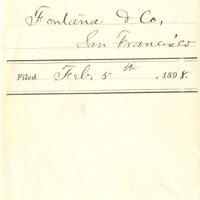 Fontana & Co,
San Francisco
Filed Feb. 5th, 1898.